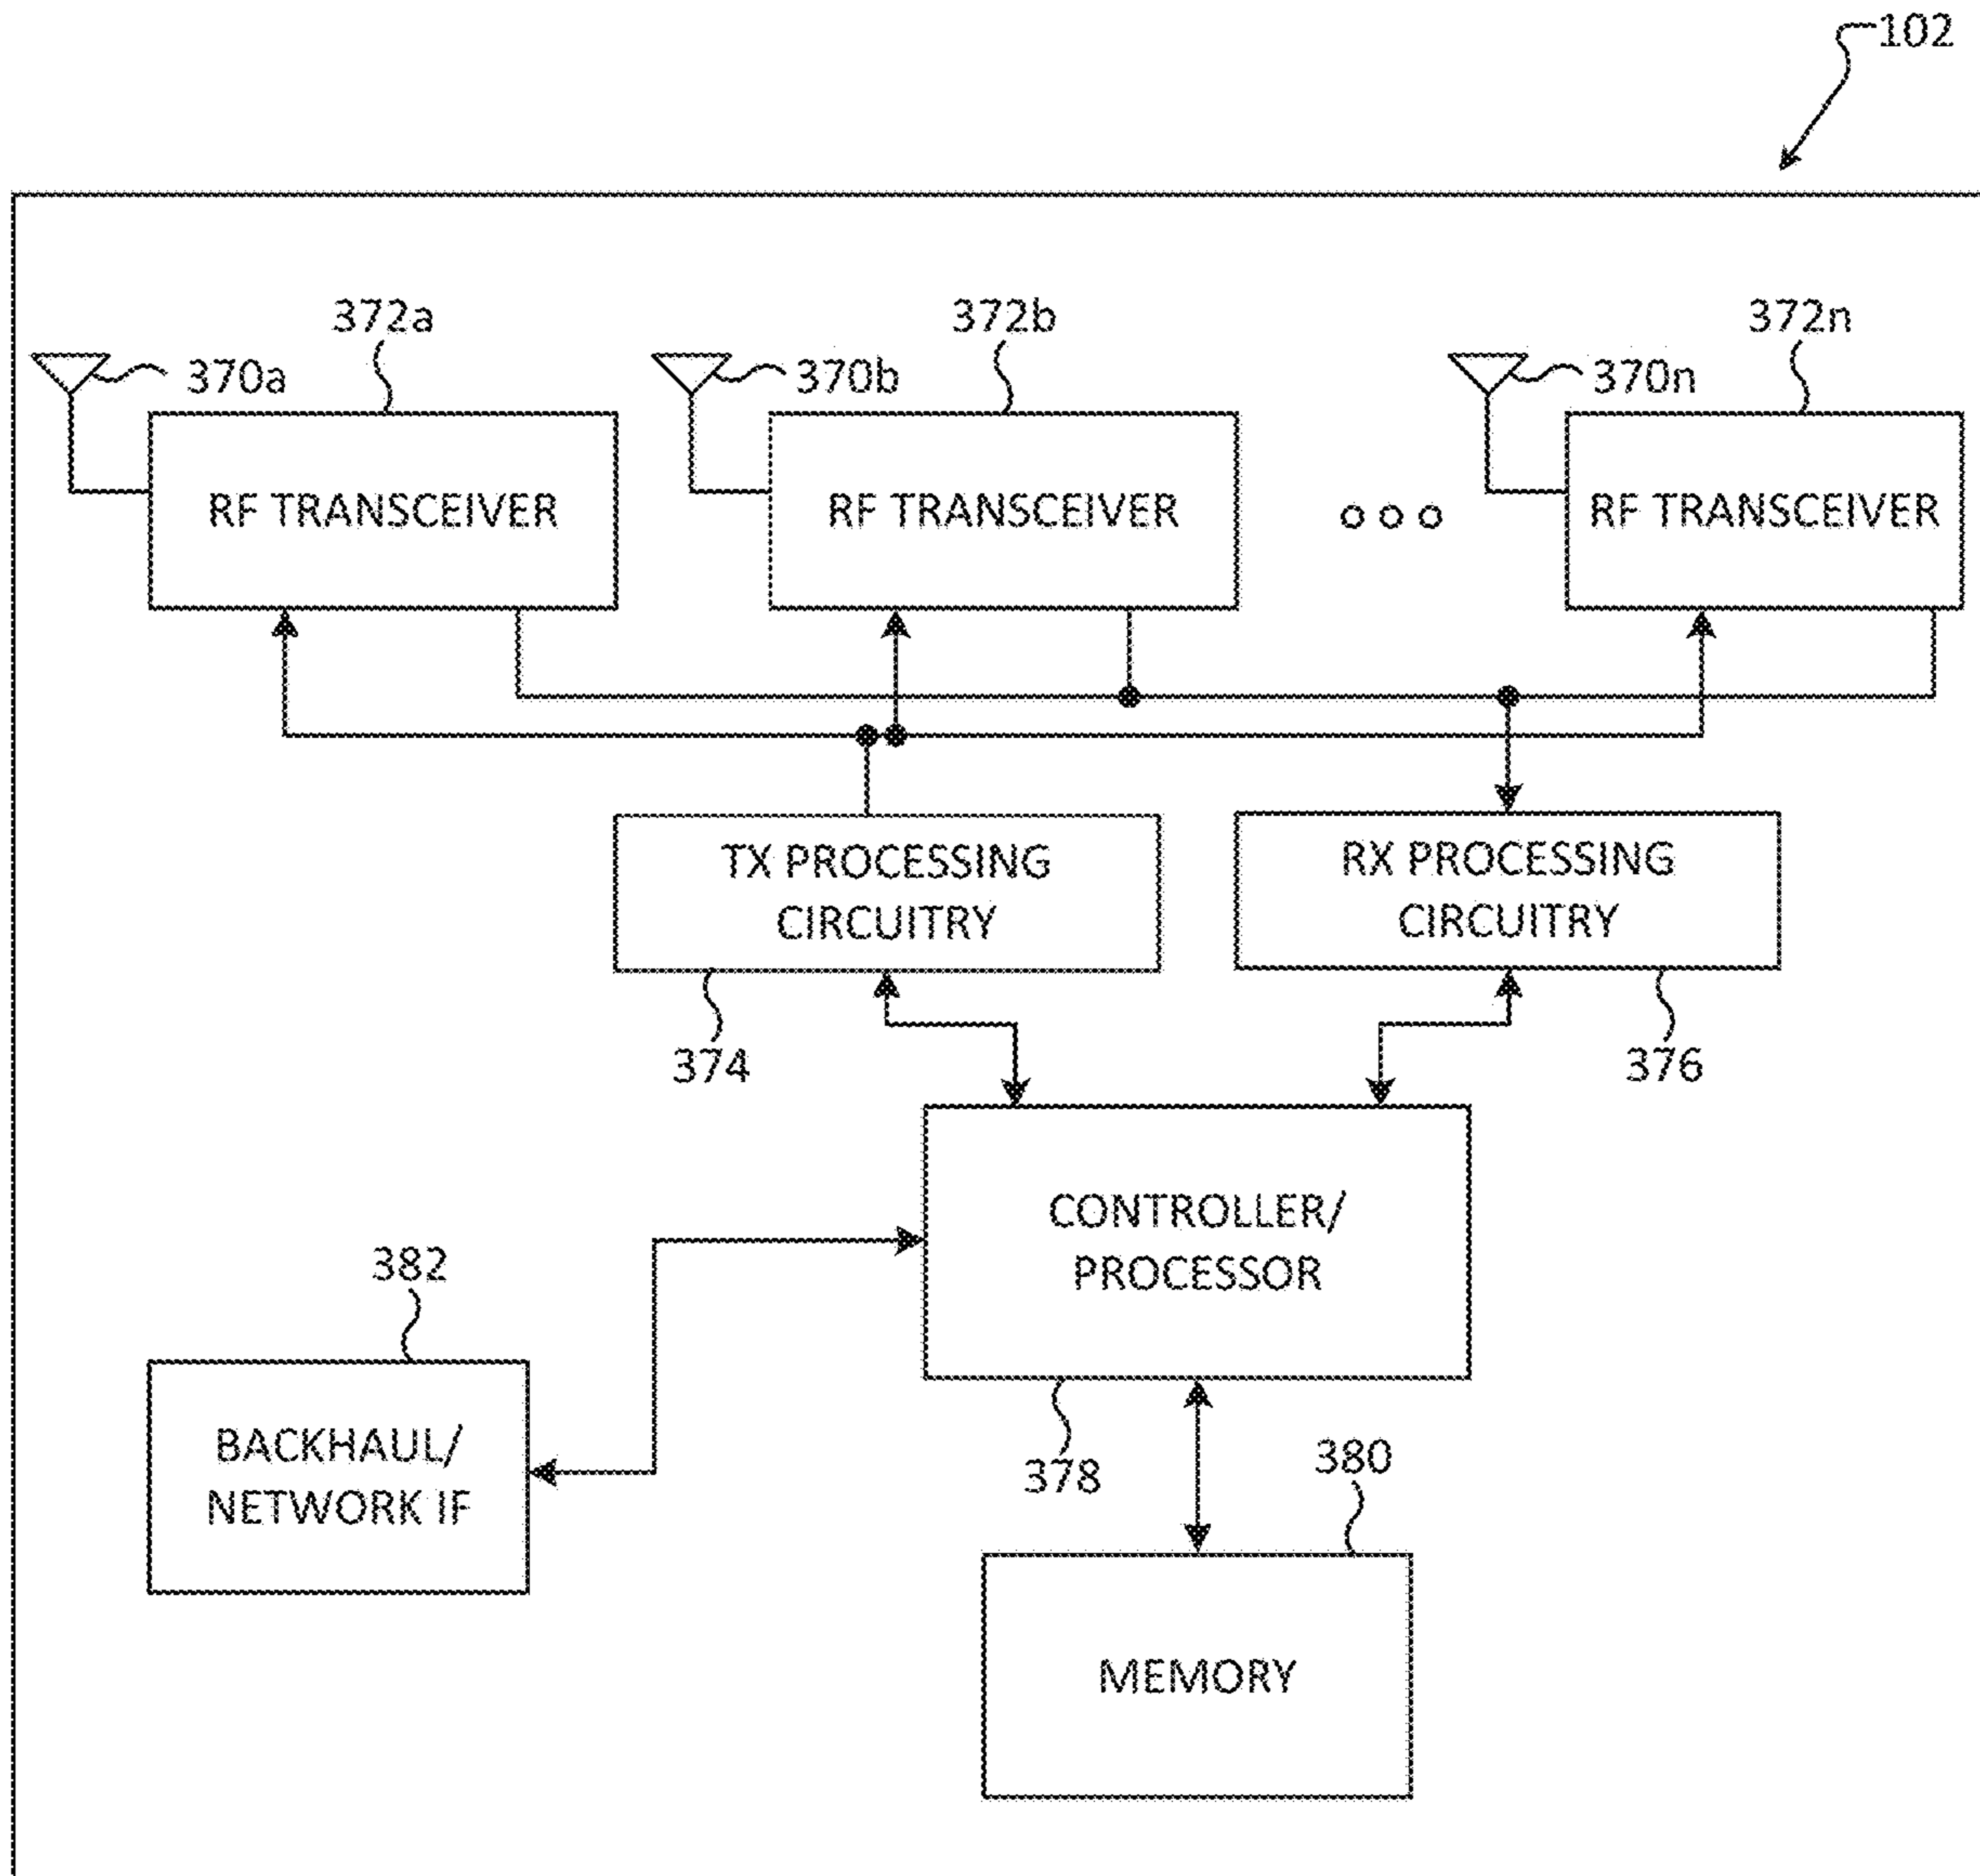 102
372a
372b
372n
370a
370b
370n
RF TRANSCEIVER
RF TRANSCEIVER
RF TRANSCEIVER
TX PROCESSING
CIRCUITRY
RX PROCESSING
CIRCUITRY
374
376
CONTROLLER/
PROCESSOR
382
BACKHAUL/
NETWORK IF
378
380
MEMORY